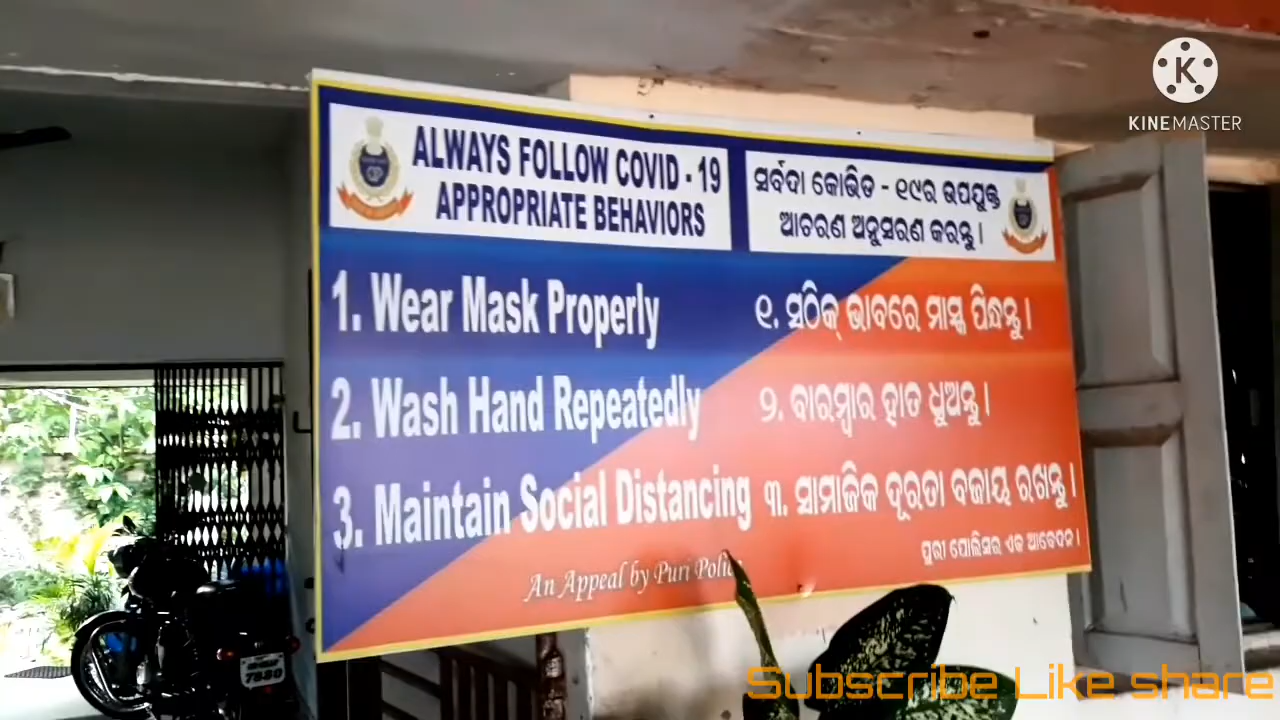 KINEMASTER
ALWAYS FOLLOW COVID - 19
APPROPRIATE BEHAVIORS
ସର୍ବଦା କୋଭିଡ - ୧୯ର ଉପଯୁକ୍ତ
ଆଚରଣ ଅନୁସରଣ କରନ୍ତୁ ।
1. Wear Mask Properly
୧. ସଠିକ୍ ଭାବରେ ମାସ୍କ ପିନ୍ଧନ୍ତୁ ।
2. Wash Hand Repeatedly
୨. ବାରମ୍ବାର ହାତ ଧୁଅନ୍ତୁ ।
3. Maintain Social Distancing
୩. ସାମାଜିକ ଦୂରତା ବଜାୟ ରଖନ୍ତୁ ।
An Appeal by Puri
ପୁରୀ ପୋଲିସର ଏକ ଆବେଦନ ।
Subscribe Like share